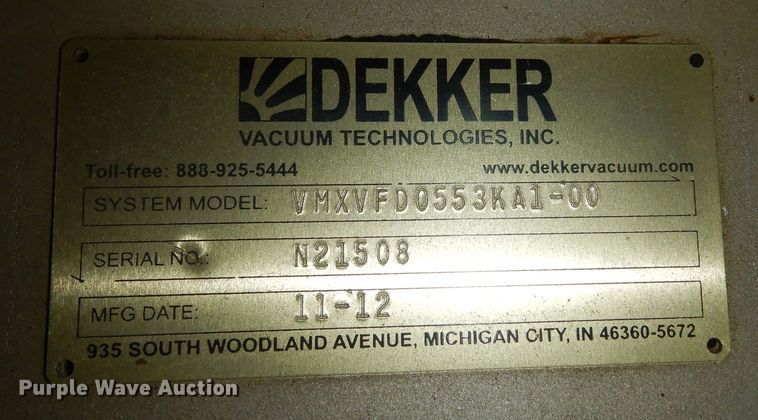 DEKKER
VACUUM TECHNOLOGIES, INC.
Toll-free: 888-925-5444 www.dekkervacuum.com
SYSTEM MODEL: VMXVFD0553KA1-00
SERIAL NO.: N21508
MFG DATE: 11-12
935 SOUTH WOODLAND AVENUE, MICHIGAN CITY, IN 46360-5672
Purple Wave Auction